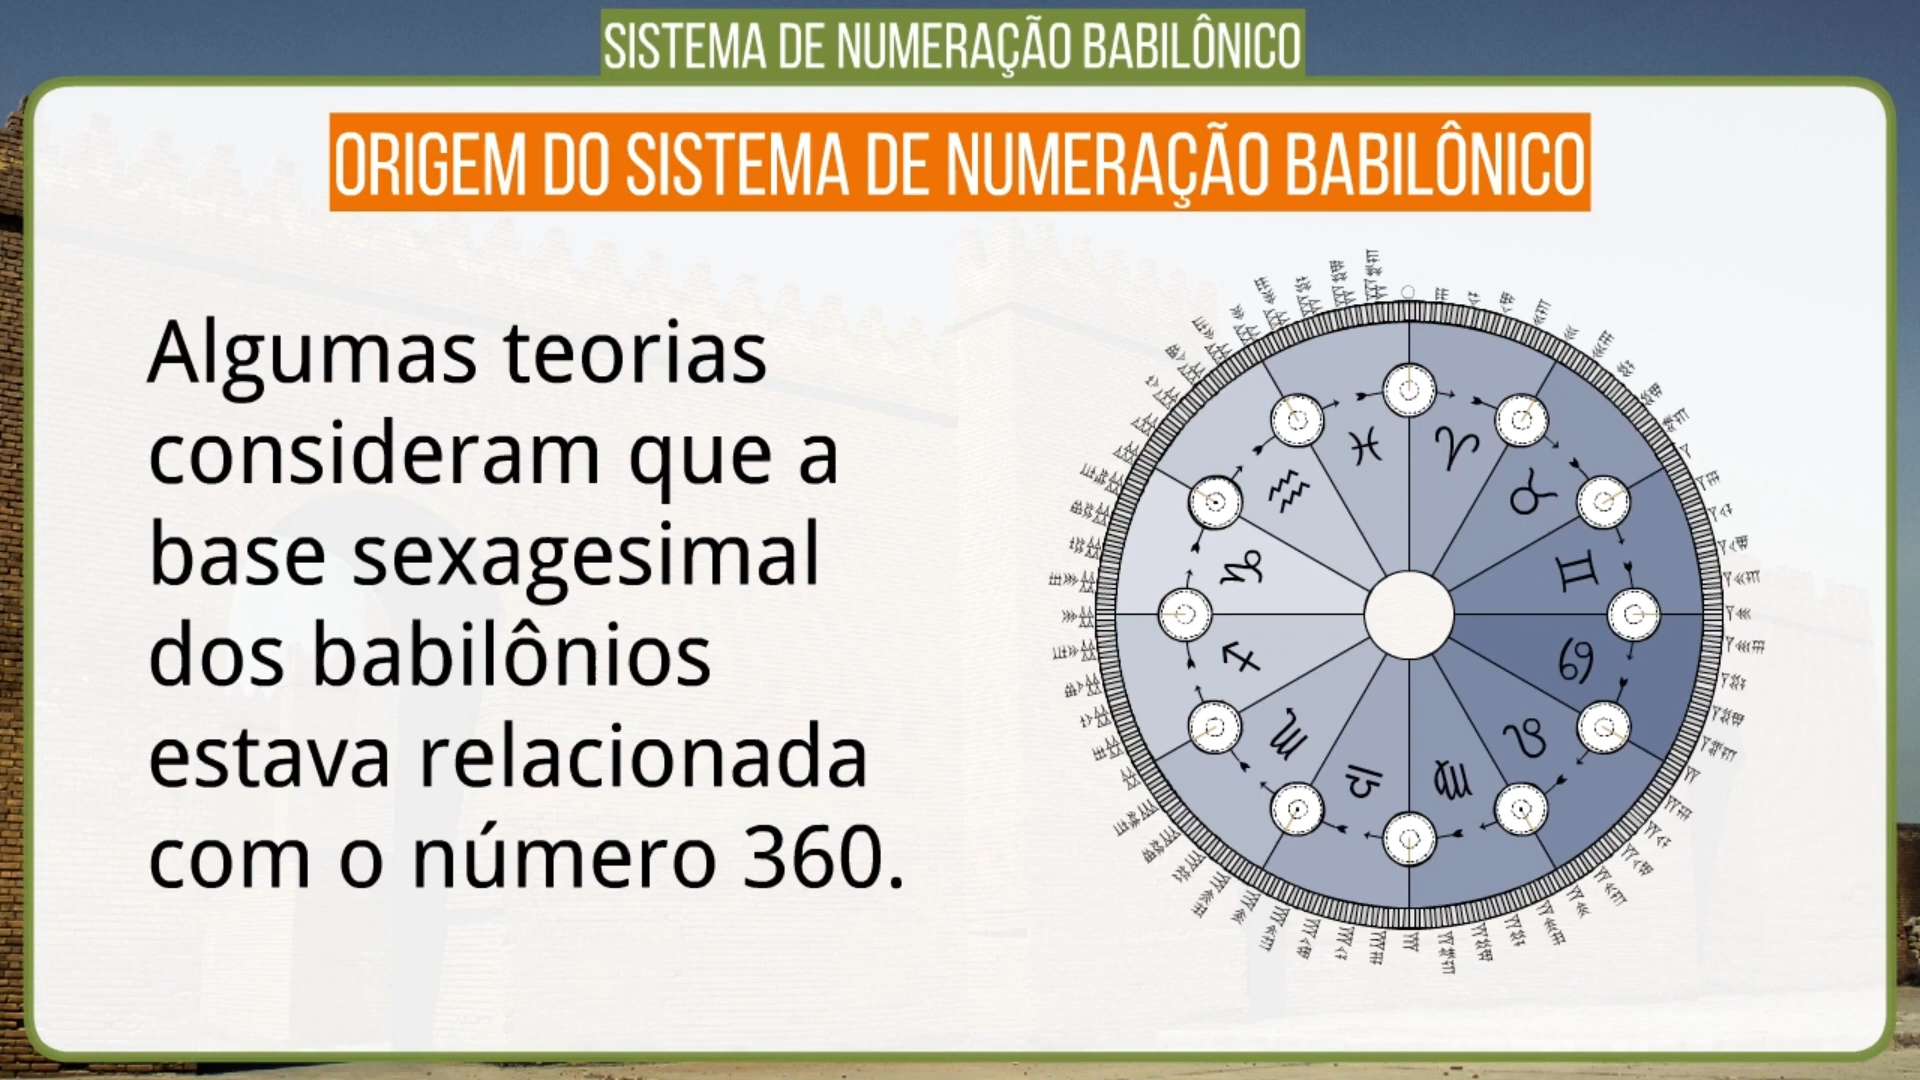 SISTEMA DE NUMERAÇÃO BABILÔNICO
ORIGEM DO SISTEMA DE NUMERAÇÃO BABILÔNICO
Algumas teorias
consideram que a
base sexagesimal
dos babilônios
estava relacionada
com o número 360.